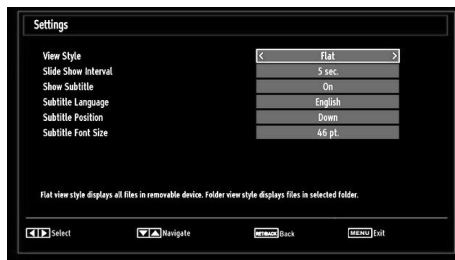 Settings
View Style < Flat >
Slide Show Interval 5 sec.
Show Subtitle On
Subtitle Language English
Subtitle Position Down
Subtitle Font Size 46 pt.
Flat view style displays all files in removable device. Folder view style displays files in selected folder.
Select Navigate RET/BACK Back MENU Exit